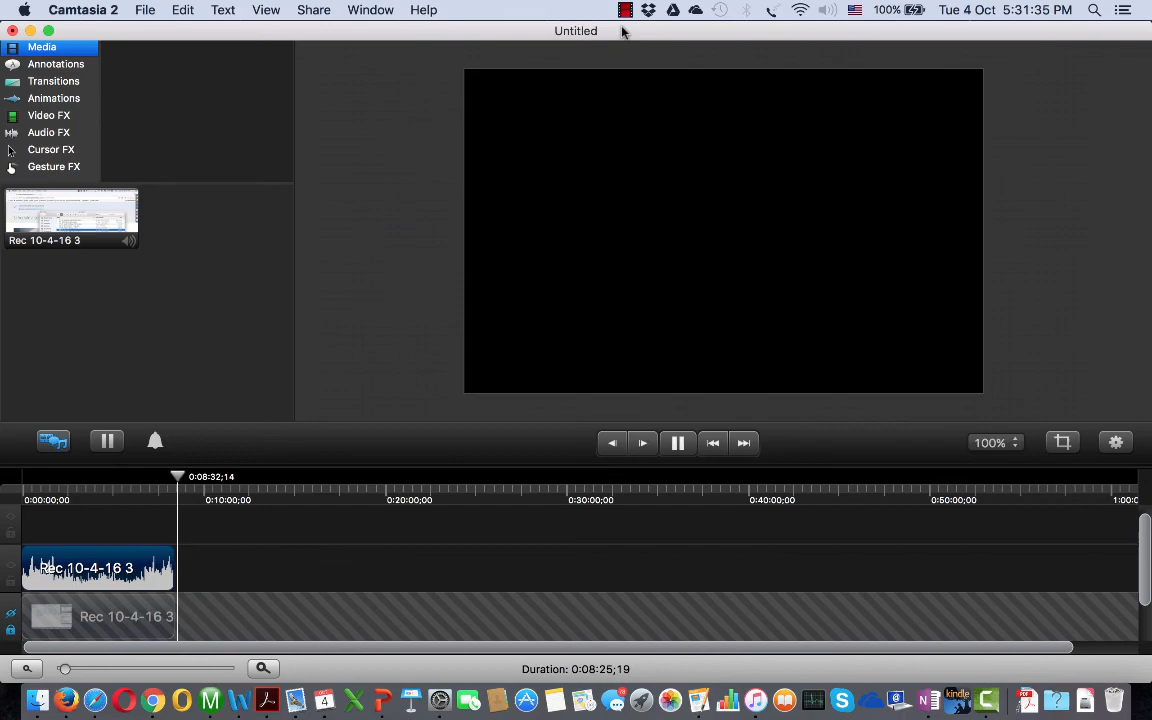 Camtasia 2 File Edit Text View Share Window Help 100% Tue 4 Oct 5:31:35 PM
Untitled
Media
Annotations
Transitions
Animations
Video FX
Audio FX
Cursor FX
Gesture FX
Rec 10-4-16 3
100%
0:08:32;14
0:00:00;00 0:10:00;00 0:20:00;00 0:30:00;00 0:40:00;00 0:50:00;00 1:00:0
Rec 10-4-16 3
Rec 10-4-16 3
Duration: 0:08:25;19